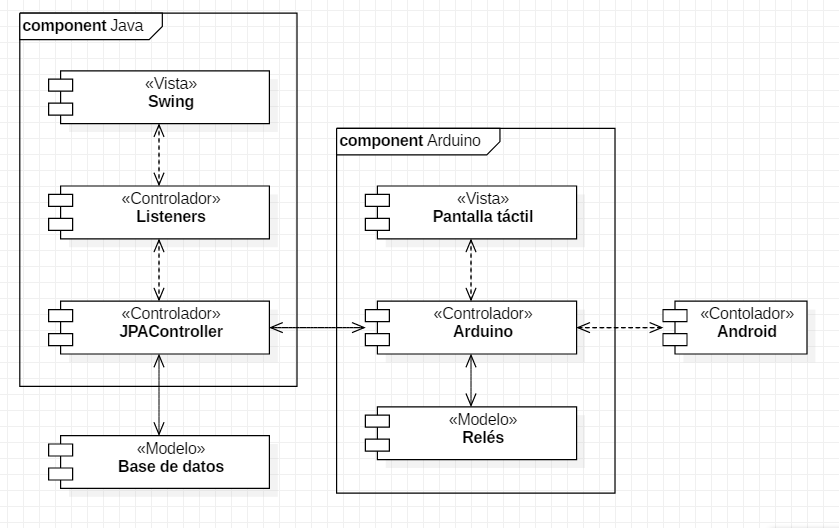 component Java
«Vista»
Swing
«Controlador»
Listeners
«Controlador»
JPAController
«Modelo»
Base de datos
component Arduino
«Vista»
Pantalla táctil
«Controlador»
Arduino
«Modelo»
Relés
«Contolador»
Android